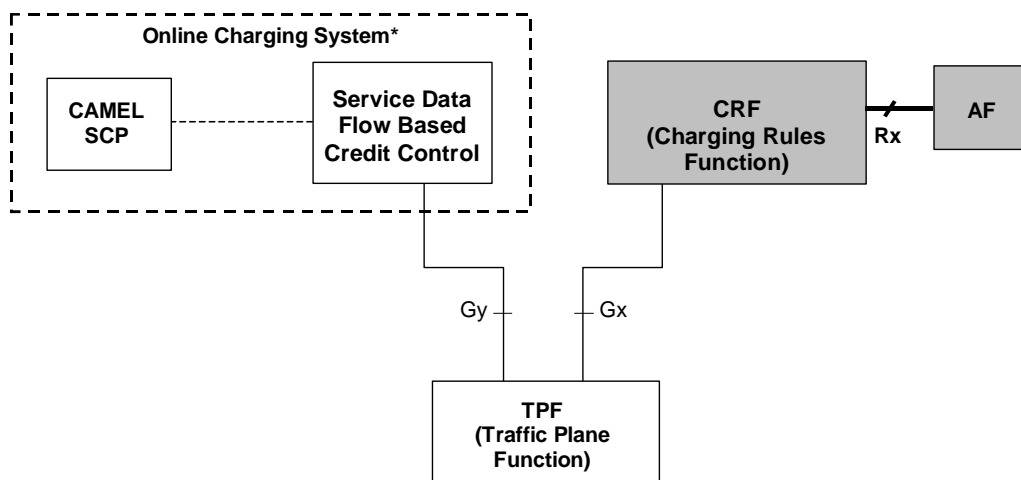 Online Charging System*
CAMEL
SCP
Service Data
Flow Based
Credit Control
CRF
(Charging Rules
Function)
Rx
AF
Gy
Gx
TPF
(Traffic Plane
Function)